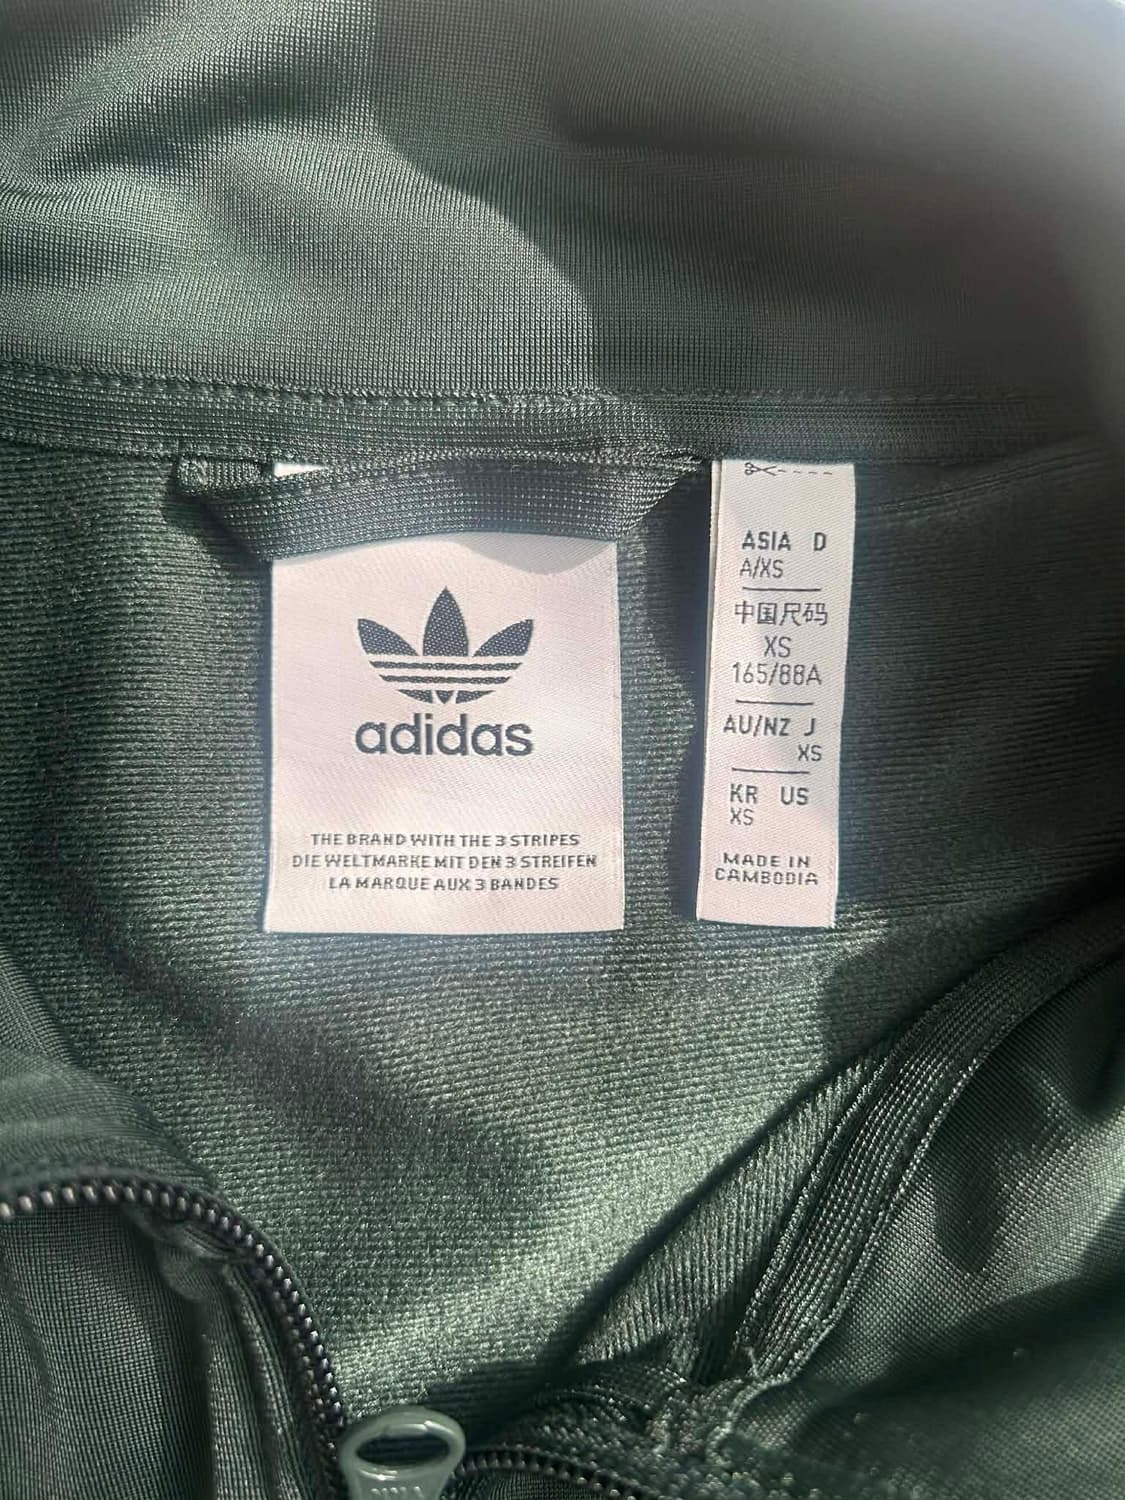 adidas
THE BRAND WITH THE 3 STRIPES
DIE WELTMARKE MIT DEN 3 STREIFEN
LA MARQUE AUX 3 BANDES
ASIA D
A/XS
中国尺码
XS
165/88A
AU/NZ J
XS
KR US
XS
MADE IN
CAMBODIA